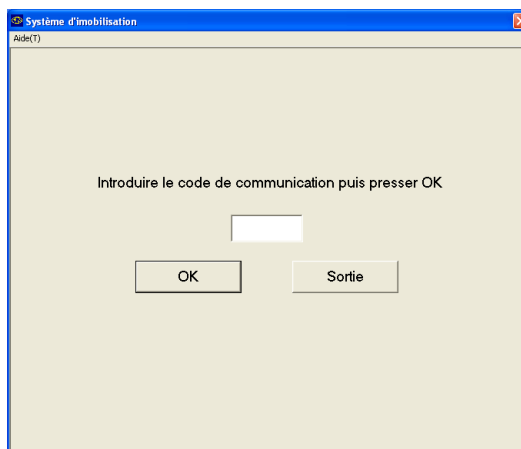 Système d'imobilisation
Aide(T)
Introduire le code de communication puis presser OK
OK
Sortie